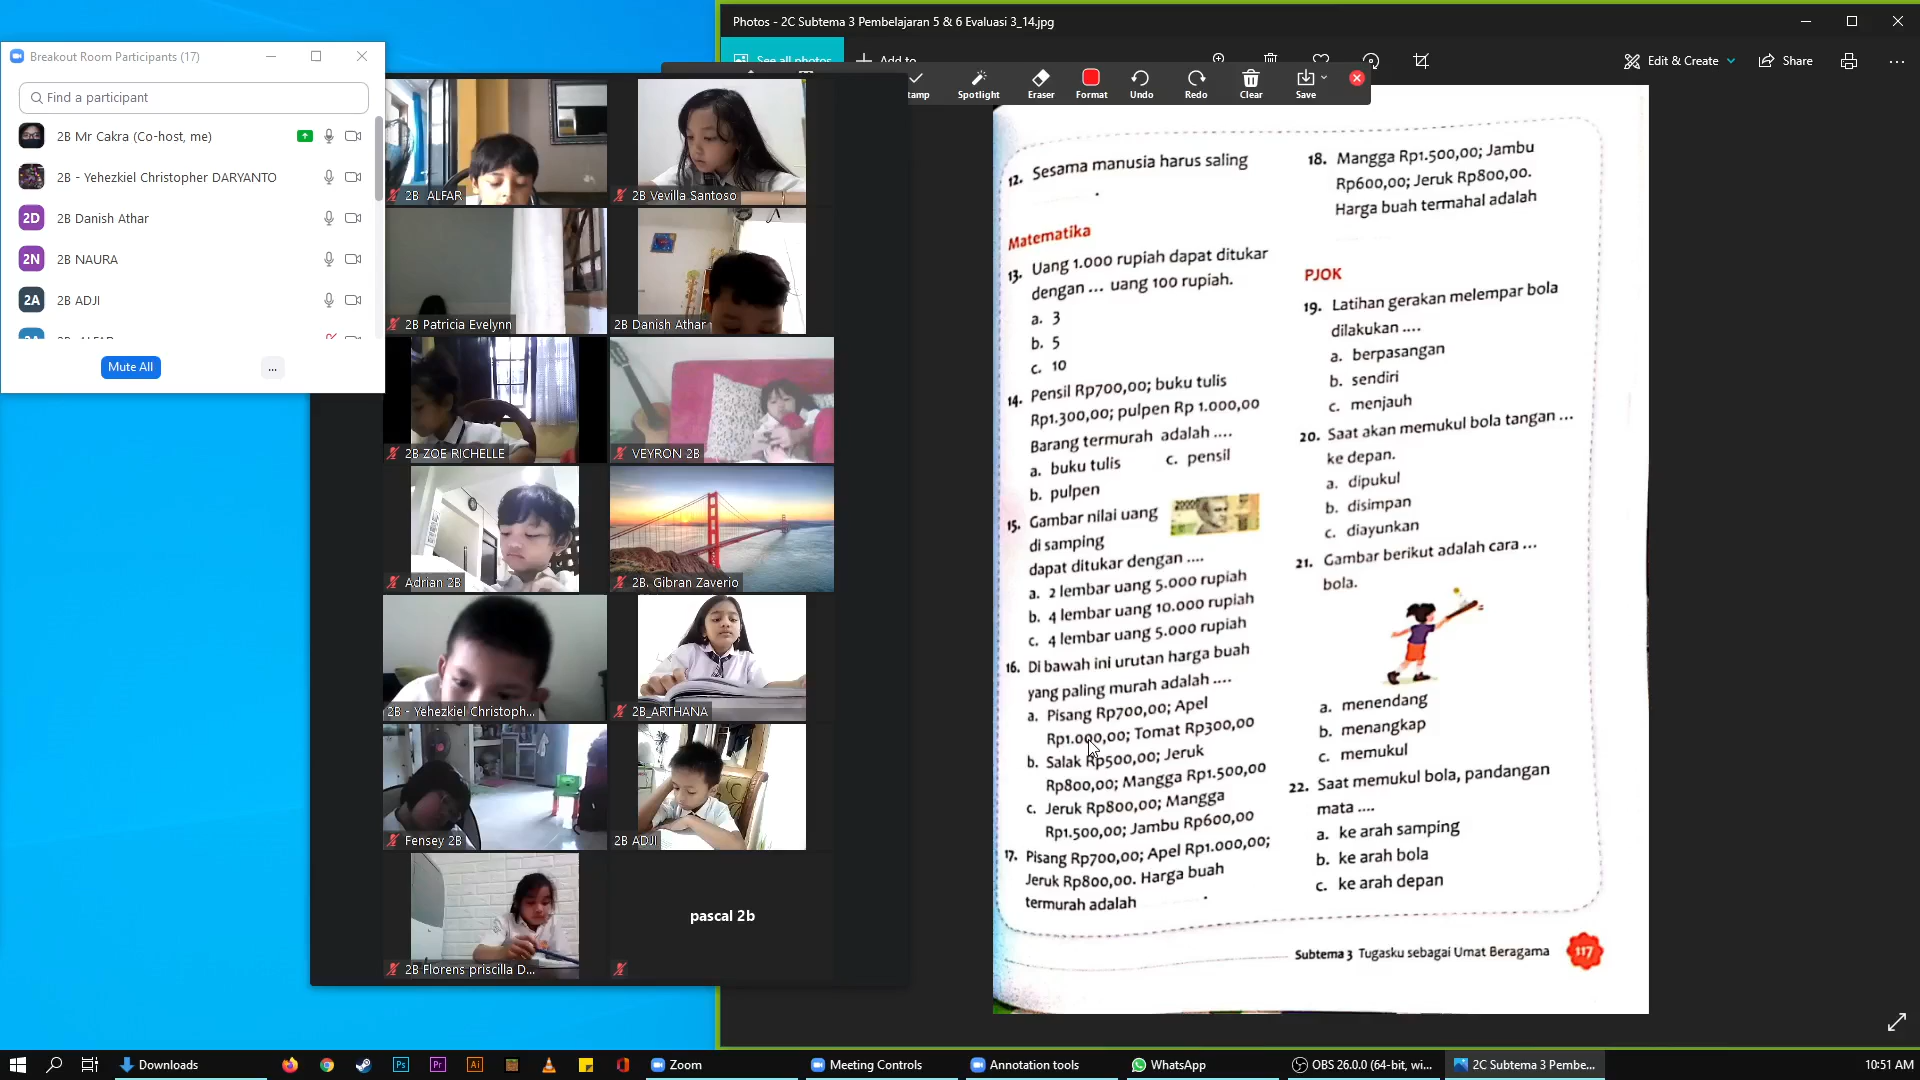 Photos - 2C Subtema 3 Pembelajaran 5 & 6 Evaluasi 3_14.jpg
See all photos
Add to
Edit & Create
Share
Spotlight
Eraser
Format
Undo
Redo
Clear
Save
Breakout Room Participants (17)
Find a participant
2B Mr Cakra (Co-host, me)
2B - Yehezkiel Christopher DARYANTO
2D
2B Danish Athar
2N
2B NAURA
2A
2B ADJI
Mute All
...
2B ALFAR
2B Vevilla Santoso
2B Patricia Evelynn
2B Danish Athar
2B ZOE RICHELLE
VEYRON 2B
Adrian 2B
2B. Gibran Zaverio
2B - Yehezkiel Christoph...
2B_ARTHANA
Fensey 2B
2B ADJI
2B Florens priscilla D...
pascal 2b
12. Sesama manusia harus saling
.
Matematika
13. Uang 1.000 rupiah dapat ditukar
dengan ... uang 100 rupiah.
a. 3
b. 5
c. 10
14. Pensil Rp700,00; buku tulis
Rp1.300,00; pulpen Rp 1.000,00
Barang termurah adalah ....
a. buku tulis c. pensil
b. pulpen
15. Gambar nilai uang
di samping
dapat ditukar dengan ....
20000
a. 2 lembar uang 5.000 rupiah
b. 4 lembar uang 10.000 rupiah
c. 4 lembar uang 5.000 rupiah
16. Di bawah ini urutan harga buah
yang paling murah adalah ....
a. Pisang Rp700,00; Apel
Rp1.000,00; Tomat Rp300,00
b. Salak Rp500,00; Jeruk
Rp800,00; Mangga Rp1.500,00
c. Jeruk Rp800,00; Mangga
Rp1.500,00; Jambu Rp600,00
17. Pisang Rp700,00; Apel Rp1.000,00;
Jeruk Rp800,00. Harga buah
termurah adalah .
18. Mangga Rp1.500,00; Jambu
Rp600,00; Jeruk Rp800,00.
Harga buah termahal adalah
PJOK
19. Latihan gerakan melempar bola
dilakukan ....
a. berpasangan
b. sendiri
c. menjauh
20. Saat akan memukul bola tangan ...
ke depan.
a. dipukul
b. disimpan
c. diayunkan
21. Gambar berikut adalah cara ...
bola.
a. menendang
b. menangkap
c. memukul
22. Saat memukul bola, pandangan
mata ....
a. ke arah samping
b. ke arah bola
c. ke arah depan
Subtema 3 Tugasku sebagai Umat Beragama
117
Downloads
Ps
Pr
Ai
Zoom
Meeting Controls
Annotation tools
WhatsApp
OBS 26.0.0 (64-bit, wi...
2C Subtema 3 Pembe...
10:51 AM